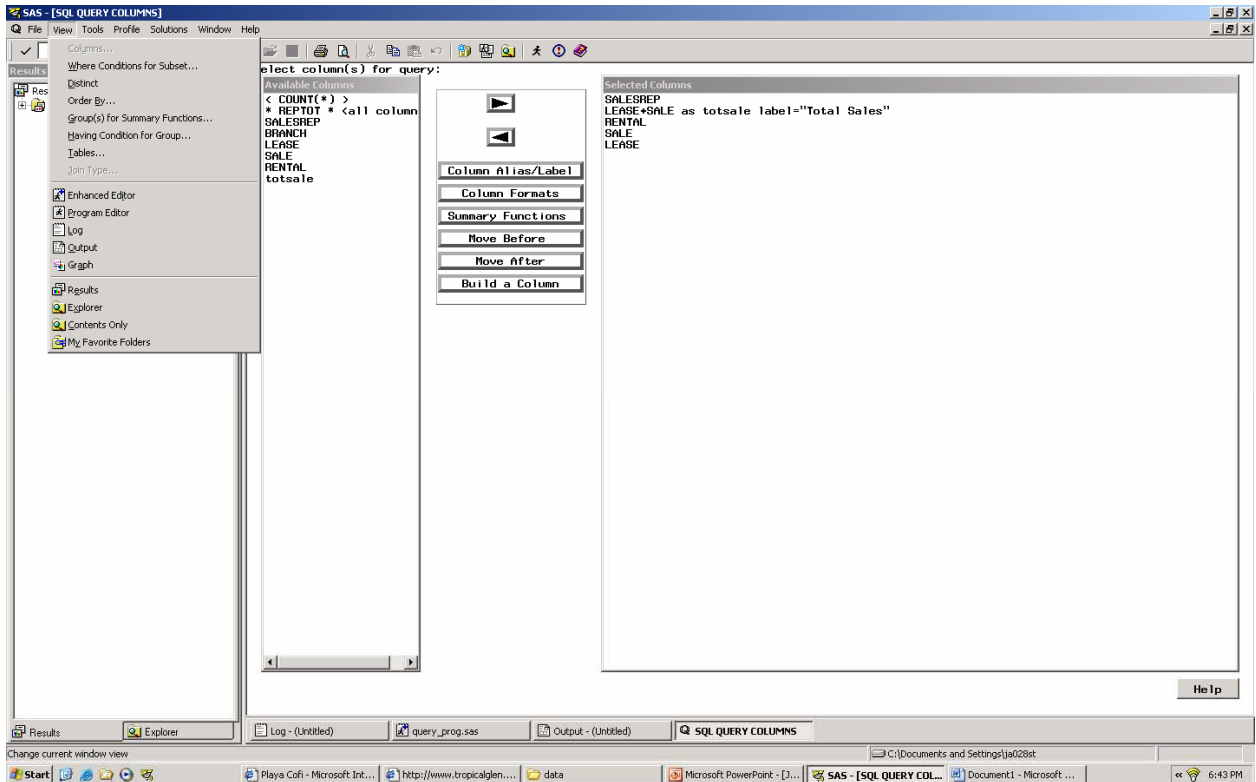 SAS - [SQL QUERY COLUMNS]
File View Tools Profile Solutions Window Help
Columns...
Where Conditions for Subset...
Distinct
Order By...
Group(s) for Summary Functions...
Having Condition for Group...
Tables...
Join Type...
Enhanced Editor
Program Editor
Log
Output
Graph
Results
Explorer
Contents Only
My Favorite Folders
Results
Res
elect column(s) for query:
Available Columns
< COUNT(*) >
* REPTOT * <all column
SALESREP
BRANCH
LEASE
SALE
RENTAL
totsale
Column Alias/Label
Column Formats
Summary Functions
Move Before
Move After
Build a Column
Selected Columns
SALESREP
LEASE+SALE as totsale label="Total Sales"
RENTAL
SALE
LEASE
Help
Results
Explorer
Log - (Untitled)
query_prog.sas
Output - (Untitled)
SQL QUERY COLUMNS
Change current window view
C:\Documents and Settings\ja028st
Start
Playa Cofi - Microsoft Int...
http://www.tropicalglen....
data
Microsoft PowerPoint - [J...
SAS - [SQL QUERY COL...
Document1 - Microsoft ...
6:43 PM